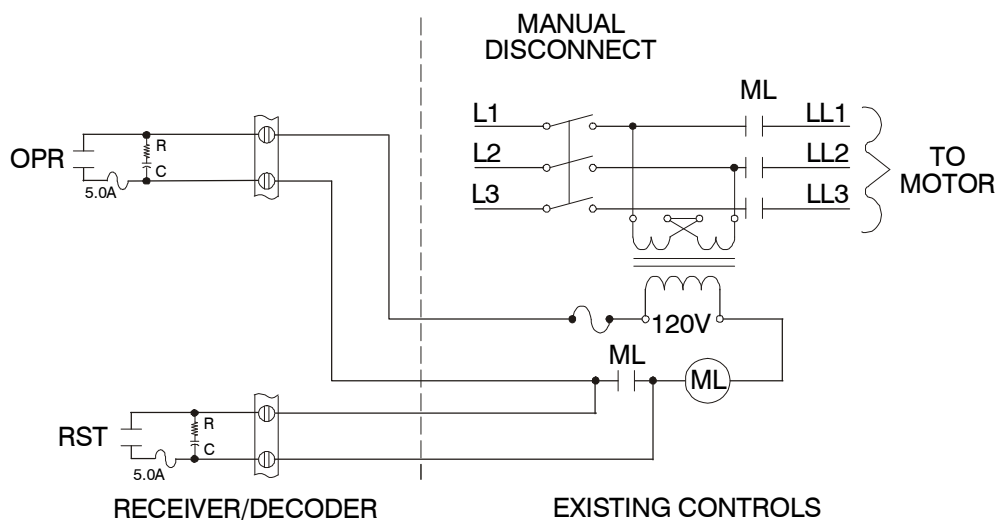 MANUAL
DISCONNECT
ML
L1
LL1
R
OPR
L2
LL2
TO
MOTOR
C
5.0A
L3
LL3
120V
ML
ML
R
RST
C
5.0A
RECEIVER/DECODER
EXISTING CONTROLS